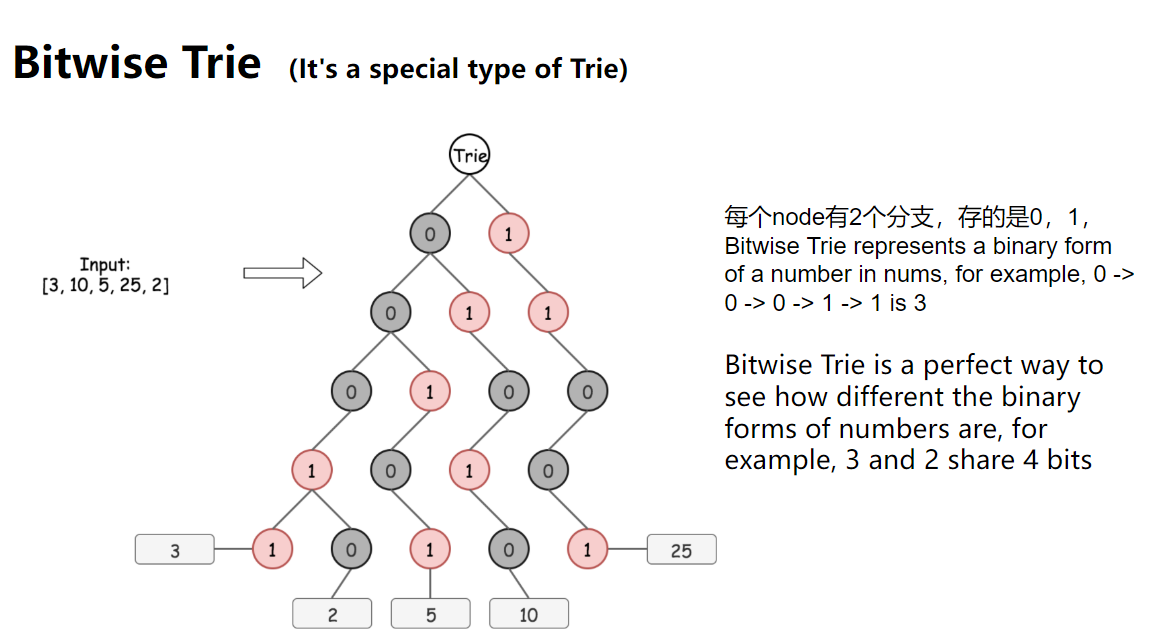 Bitwise Trie (It's a special type of Trie)
Trie
0 1
Input:
[3, 10, 5, 25, 2]
0 1 1
0 1 0 0
1 0 1 0
3 1 0 1 0 1 25
2 5 10
每个node有2个分支，存的是0，1，
Bitwise Trie represents a binary form
of a number in nums, for example, 0 ->
0 -> 0 -> 1 -> 1 is 3
Bitwise Trie is a perfect way to
see how different the binary
forms of numbers are, for
example, 3 and 2 share 4 bits